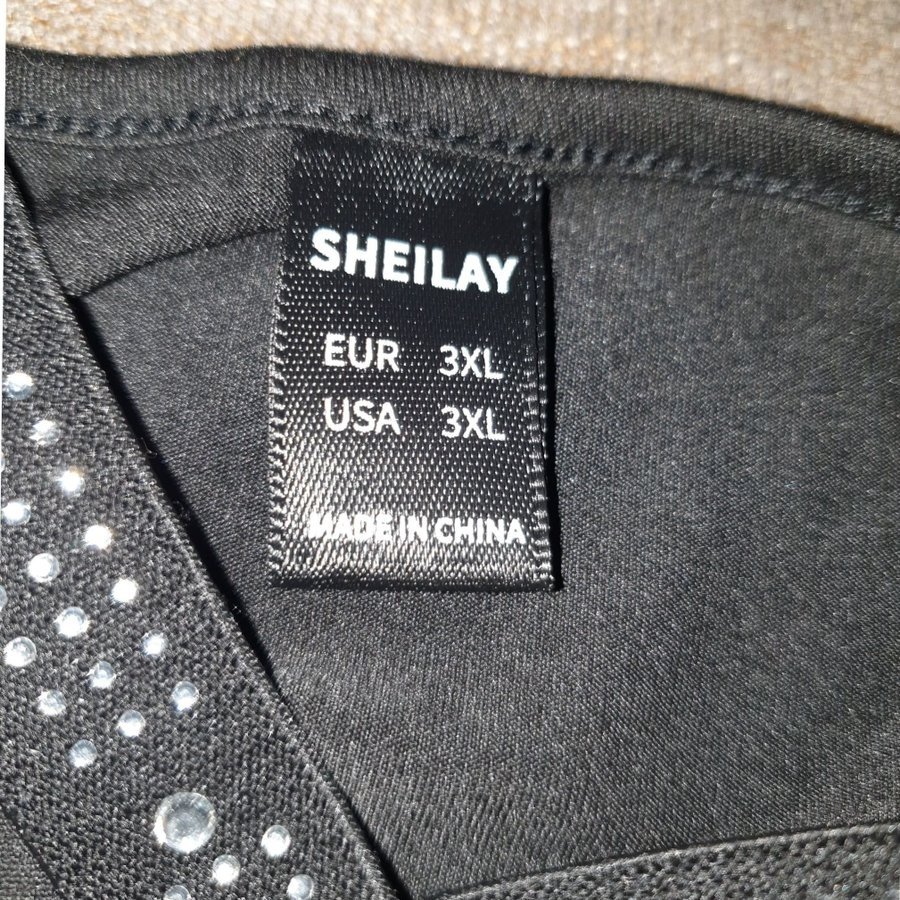 SHEILAY
EUR 3XL
USA 3XL
MADE IN CHINA